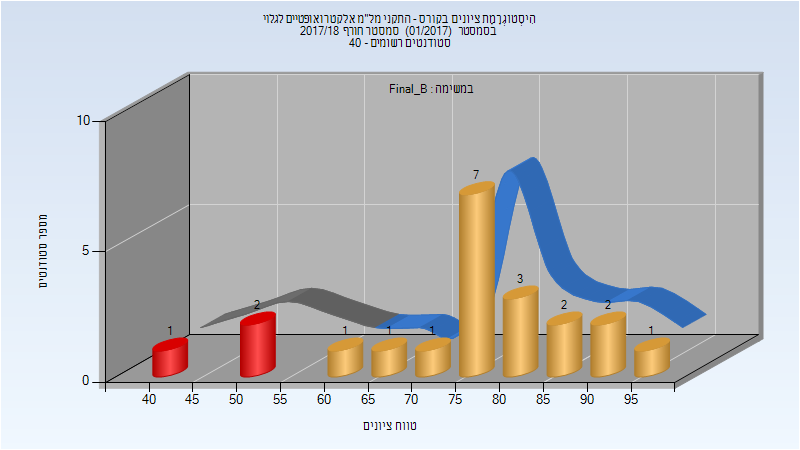 היסטוגרמת ציונים בקורס - התקני מל"מ אלקטרואופטיים לגלוי
בסמסטר (01/2017) סמסטר חורף 2017/18
סטודנטים רשומים - 40
במשימה : Final_B
מספר סטודנטים
10
5
0
1
2
1
1
1
7
3
2
2
1
40 45 50 55 60 65 70 75 80 85 90 95
טווח ציונים